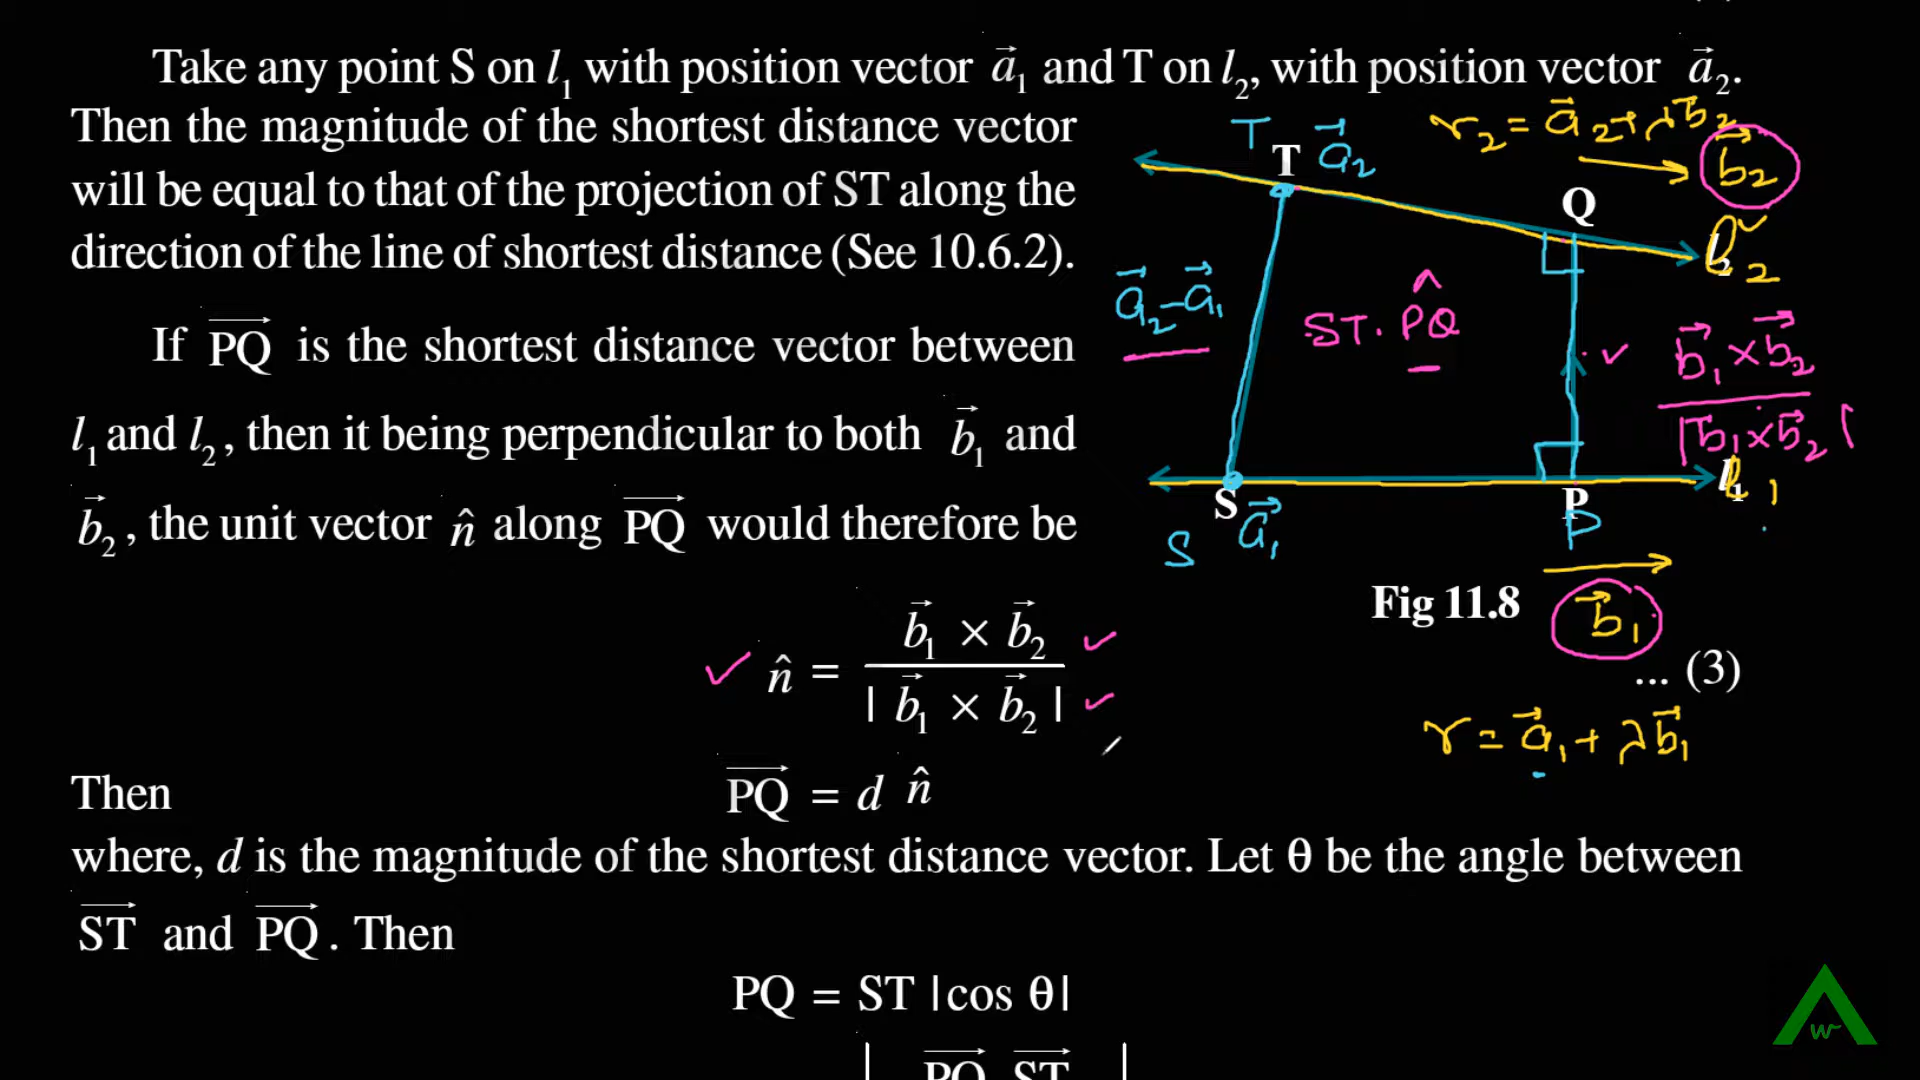 Take any point S on l₁ with position vector a⃗₁ and T on l₂, with position vector a⃗₂.
Then the magnitude of the shortest distance vector
will be equal to that of the projection of ST along the
direction of the line of shortest distance (See 10.6.2).
If PQ⃗ is the shortest distance vector between
l₁ and l₂, then it being perpendicular to both b⃗₁ and
b⃗₂, the unit vector n̂ along PQ⃗ would therefore be
n̂ = b⃗₁ × b⃗₂ / | b⃗₁ × b⃗₂ |
... (3)
Then PQ⃗ = d n̂
where, d is the magnitude of the shortest distance vector. Let θ be the angle between
ST⃗ and PQ⃗. Then
PQ = ST |cos θ|
| PQ⃗ ST⃗ |
r₂ = a⃗₂ + λb⃗₂
T T a⃗₂
b⃗₂
Q
l₂
a⃗₂ - a⃗₁
ST. PQ̂
b⃗₁ × b⃗₂
|b⃗₁ × b⃗₂|
l₁
S P
S a⃗₁ P
Fig 11.8
b⃗₁
r = a⃗₁ + λb⃗₁
w